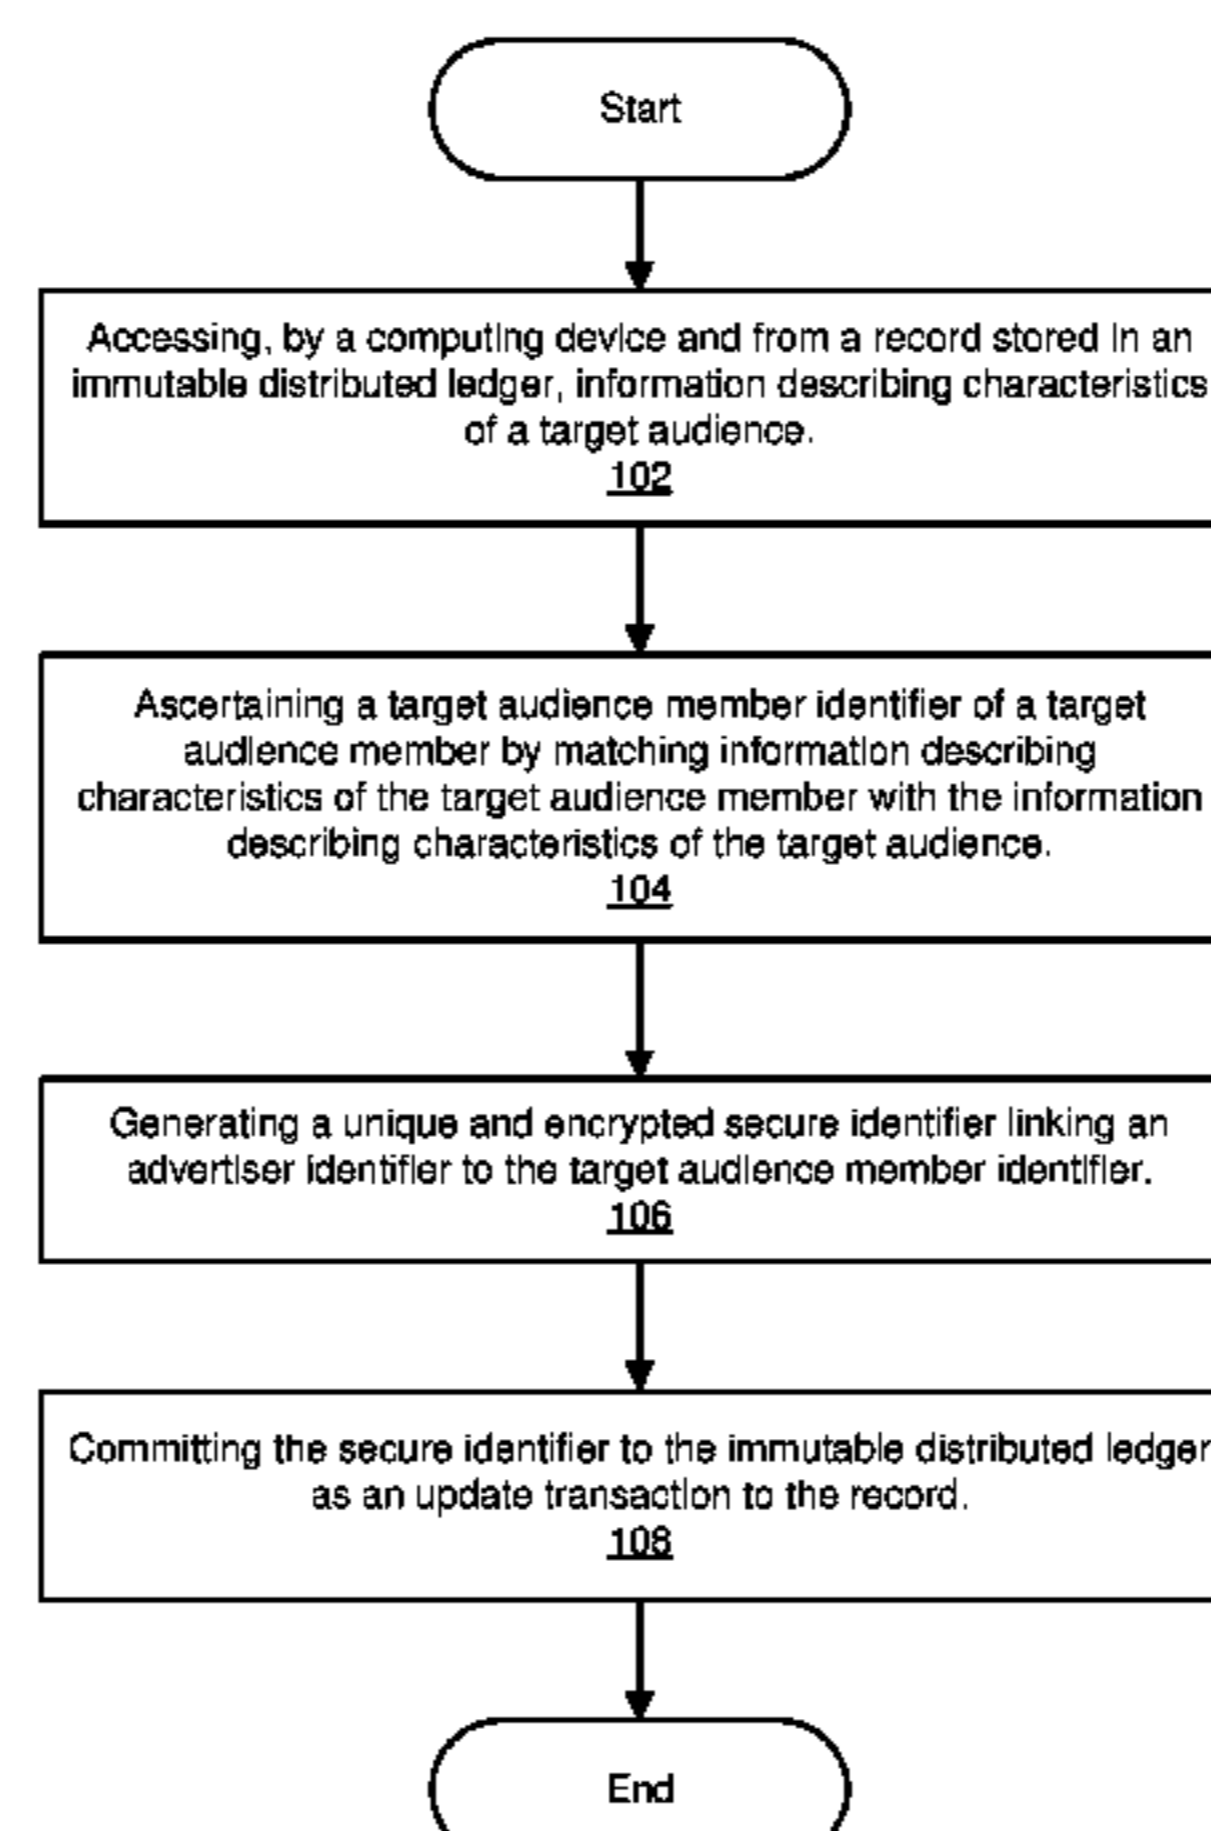 Start
Accessing, by a computing device and from a record stored in an
immutable distributed ledger, information describing characteristics
of a target audience.
102
Ascertaining a target audience member identifier of a target
audience member by matching information describing
characteristics of the target audience member with the information
describing characteristics of the target audience.
104
Generating a unique and encrypted secure identifier linking an
advertiser identifier to the target audience member identifier.
106
Committing the secure identifier to the immutable distributed ledger
as an update transaction to the record.
108
End